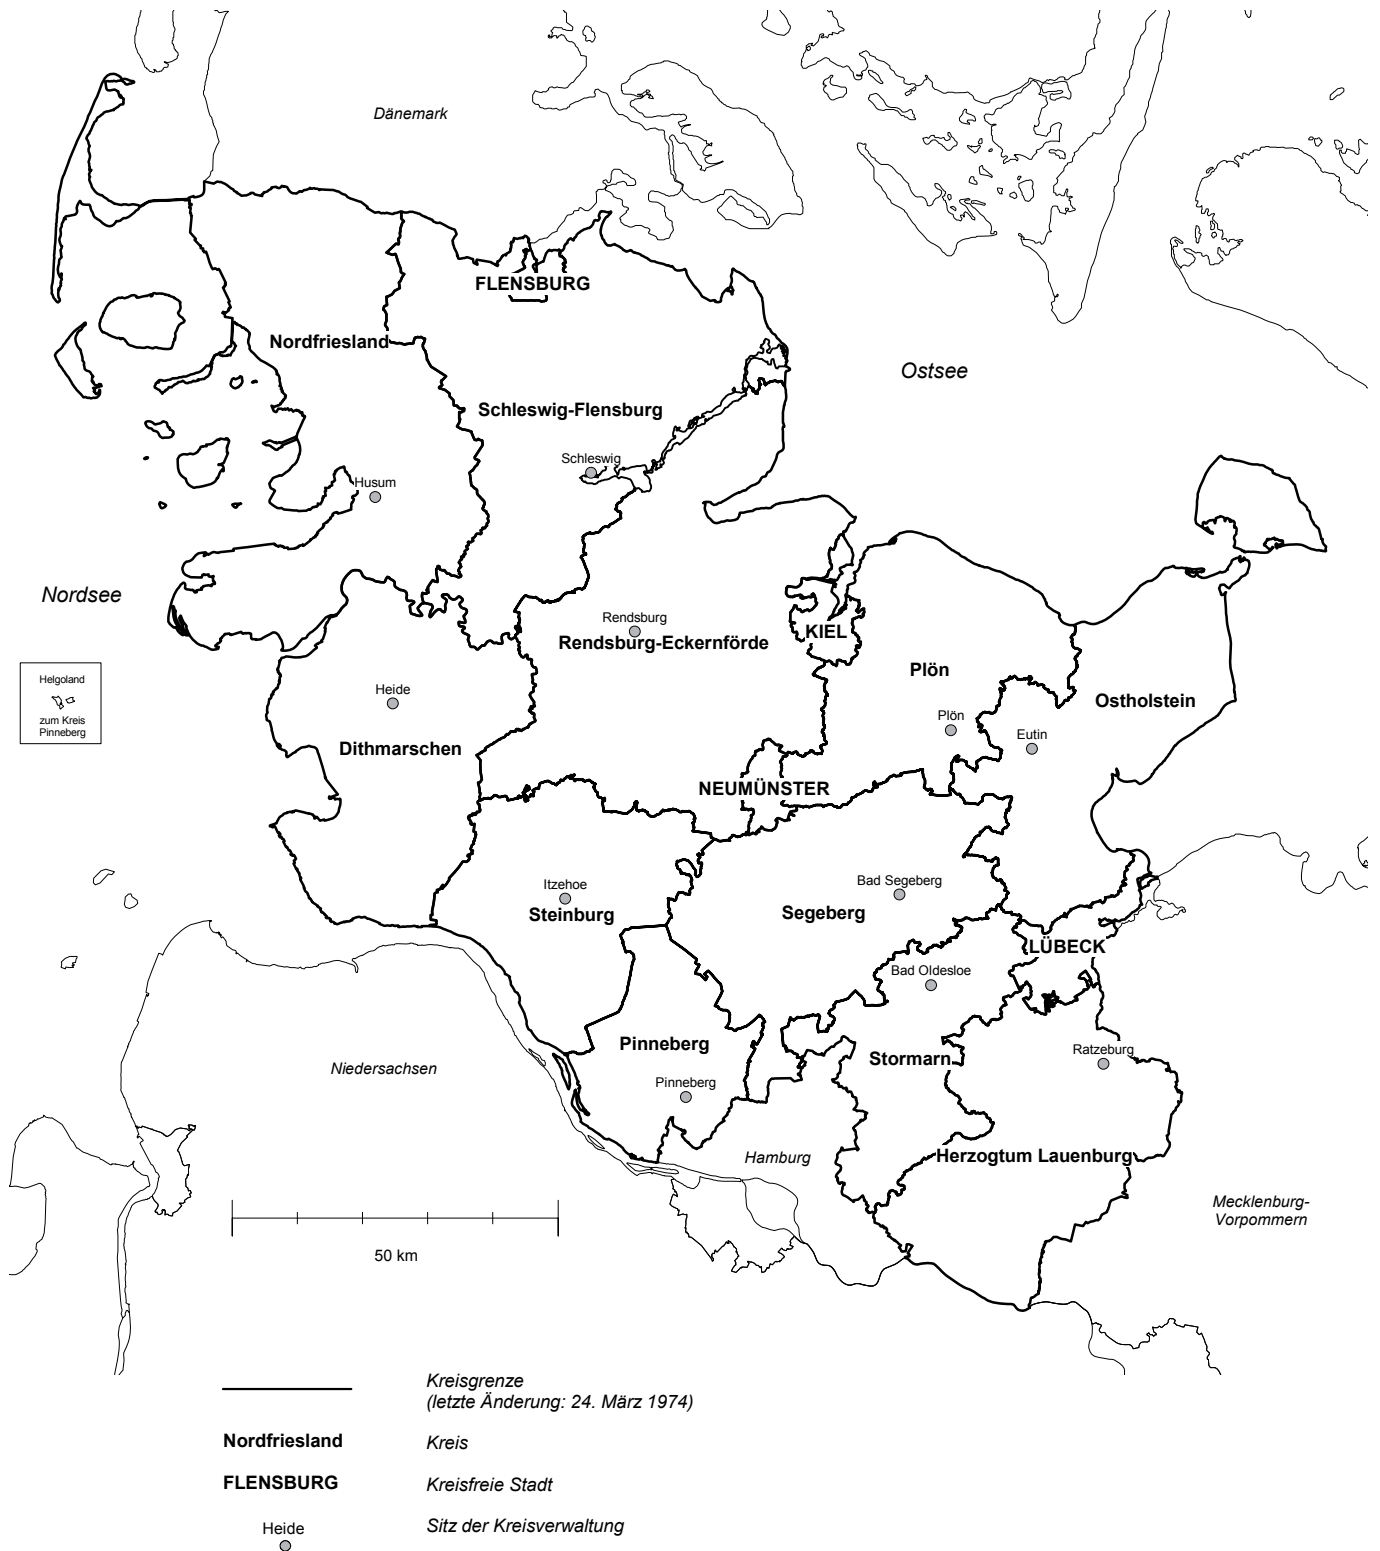 Dänemark
FLENSBURG
Nordfriesland
Ostsee
Schleswig-Flensburg
Schleswig
Husum
Nordsee
Rendsburg
Rendsburg-Eckernförde
KIEL
Plön
Helgoland
zum Kreis
Pinneberg
Heide
Ostholstein
Plön
Eutin
Dithmarschen
NEUMÜNSTER
Itzehoe
Steinburg
Bad Segeberg
Segeberg
LÜBECK
Bad Oldesloe
Pinneberg
Stormarn
Ratzeburg
Niedersachsen
Pinneberg
Hamburg
Herzogtum Lauenburg
Mecklenburg-
Vorpommern
50 km
Kreisgrenze
(letzte Änderung: 24. März 1974)
Nordfriesland Kreis
FLENSBURG Kreisfreie Stadt
Heide Sitz der Kreisverwaltung